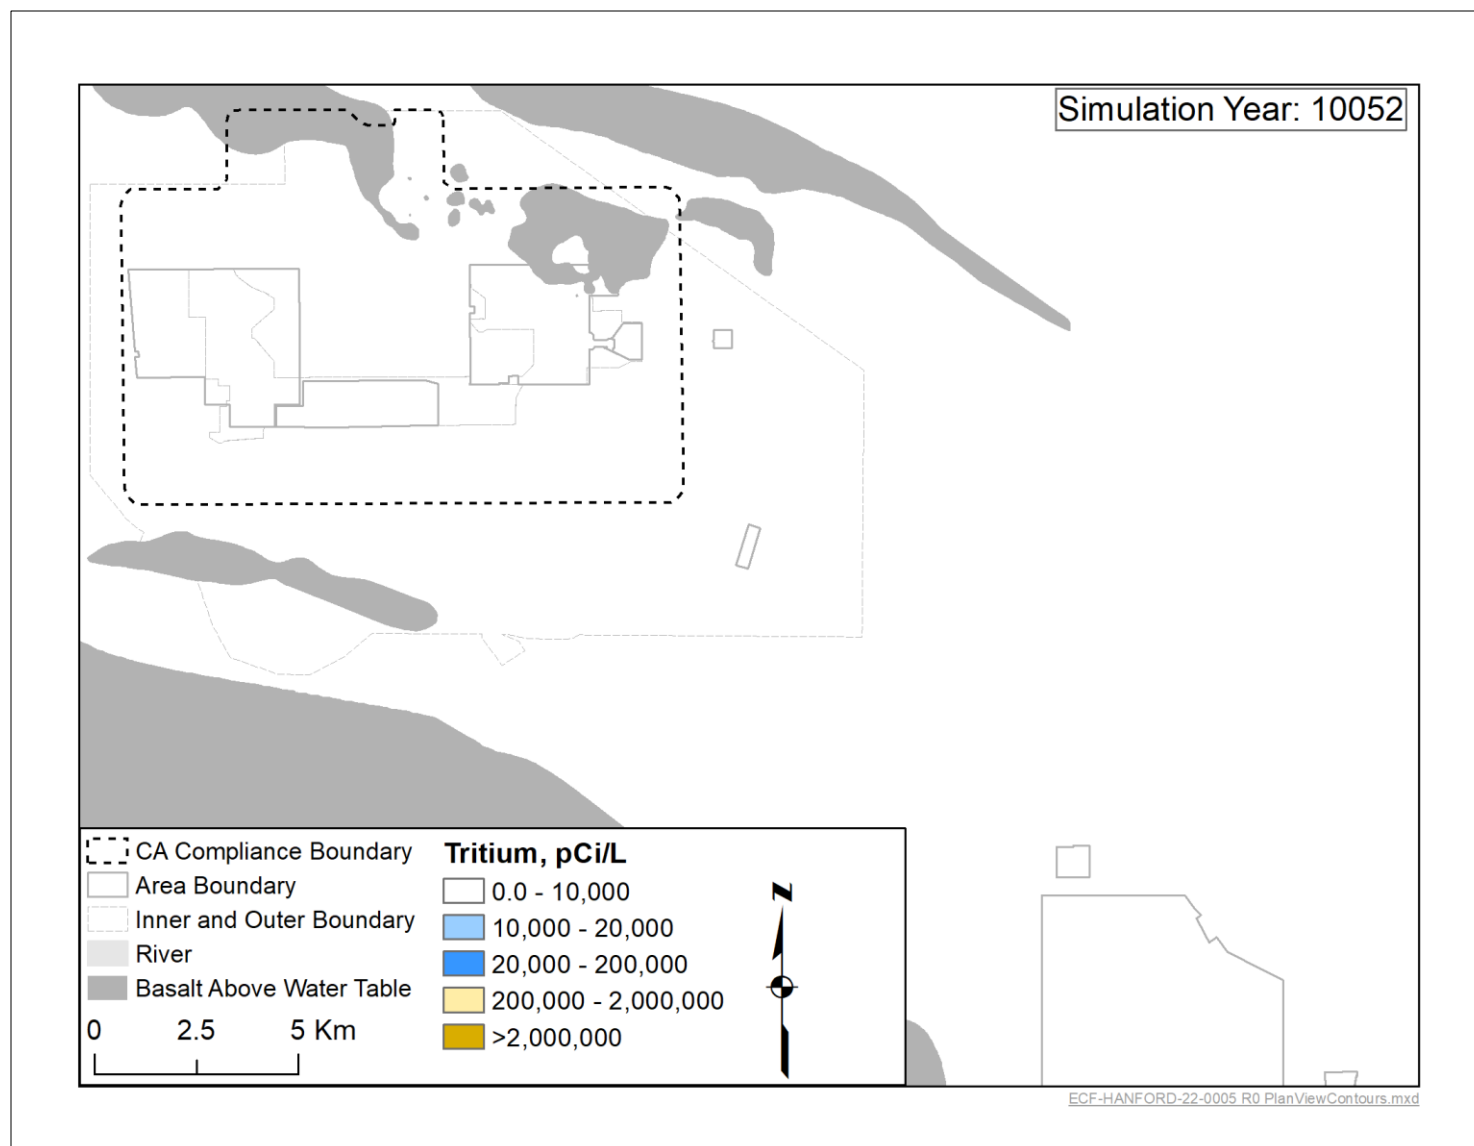 Simulation Year: 10052
CA Compliance Boundary
Area Boundary
Inner and Outer Boundary
River
Basalt Above Water Table
0 2.5 5 Km
Tritium, pCi/L
0.0 - 10,000
10,000 - 20,000
20,000 - 200,000
200,000 - 2,000,000
>2,000,000
N
ECF-HANFORD-22-0005 R0 PlanViewContours.mxd